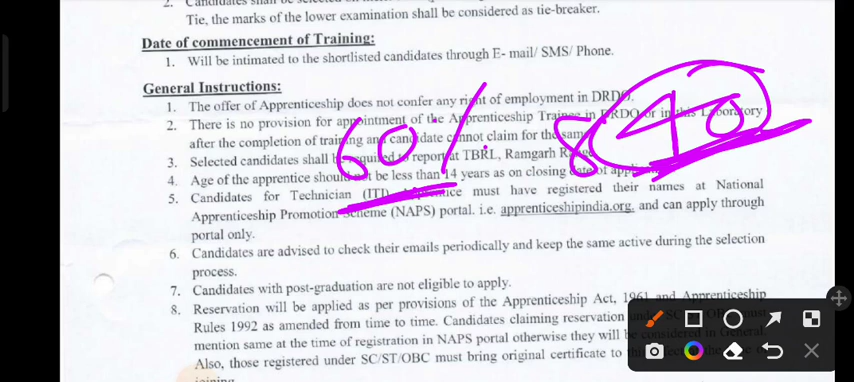 2. Candidates shall be
Tie, the marks of the lower examination shall be considered as tie-breaker.
Date of commencement of Training:
1. Will be intimated to the shortlisted candidates through E- mail/ SMS/ Phone.
General Instructions:
1. The offer of Apprenticeship does not confer any right of employment in DRDO.
2. There is no provision for appointment of the Apprenticeship Trainee in DRDO or in this Laboratory
after the completion of training and candidate cannot claim for the same.
3. Selected candidates shall be required to report at TBRL, Ramgarh
4. Age of the apprentice should not be less than 14 years as on closing date of
5. Candidates for Technician (ITI) Apprentice must have registered their names at National
Apprenticeship Promotion Scheme (NAPS) portal. i.e. apprenticeshipindia.org, and can apply through
portal only.
6. Candidates are advised to check their emails periodically and keep the same active during the selection
process.
7. Candidates with post-graduation are not eligible to apply.
8. Reservation will be applied as per provisions of the Apprenticeship Act, 1961 and Apprenticeship
Rules 1992 as amended from time to time. Candidates claiming reservation
mention same at the time of registration in NAPS portal otherwise they will be considered in General.
Also, those registered under SC/ST/OBC must bring original certificate to
joining
60/
840